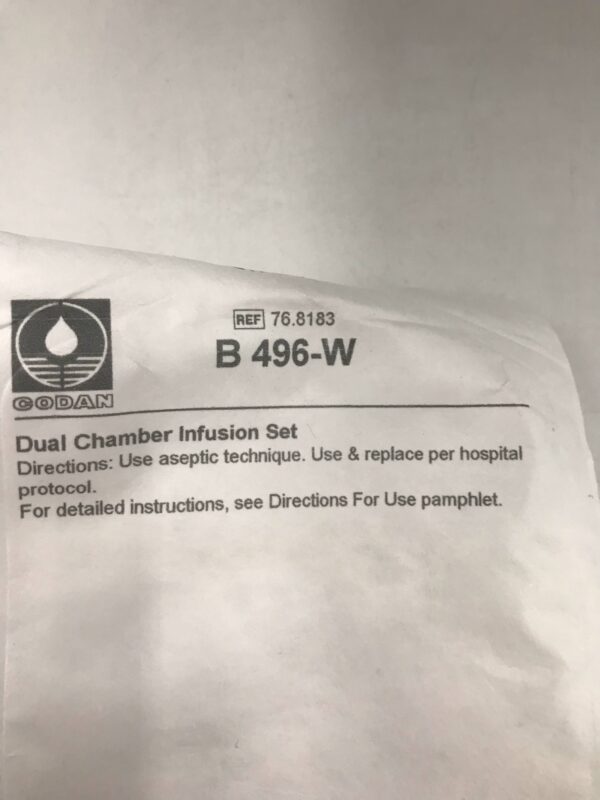 REF 76.8183
B 496-W
CODAN
Dual Chamber Infusion Set
Directions: Use aseptic technique. Use & replace per hospital
protocol.
For detailed instructions, see Directions For Use pamphlet.